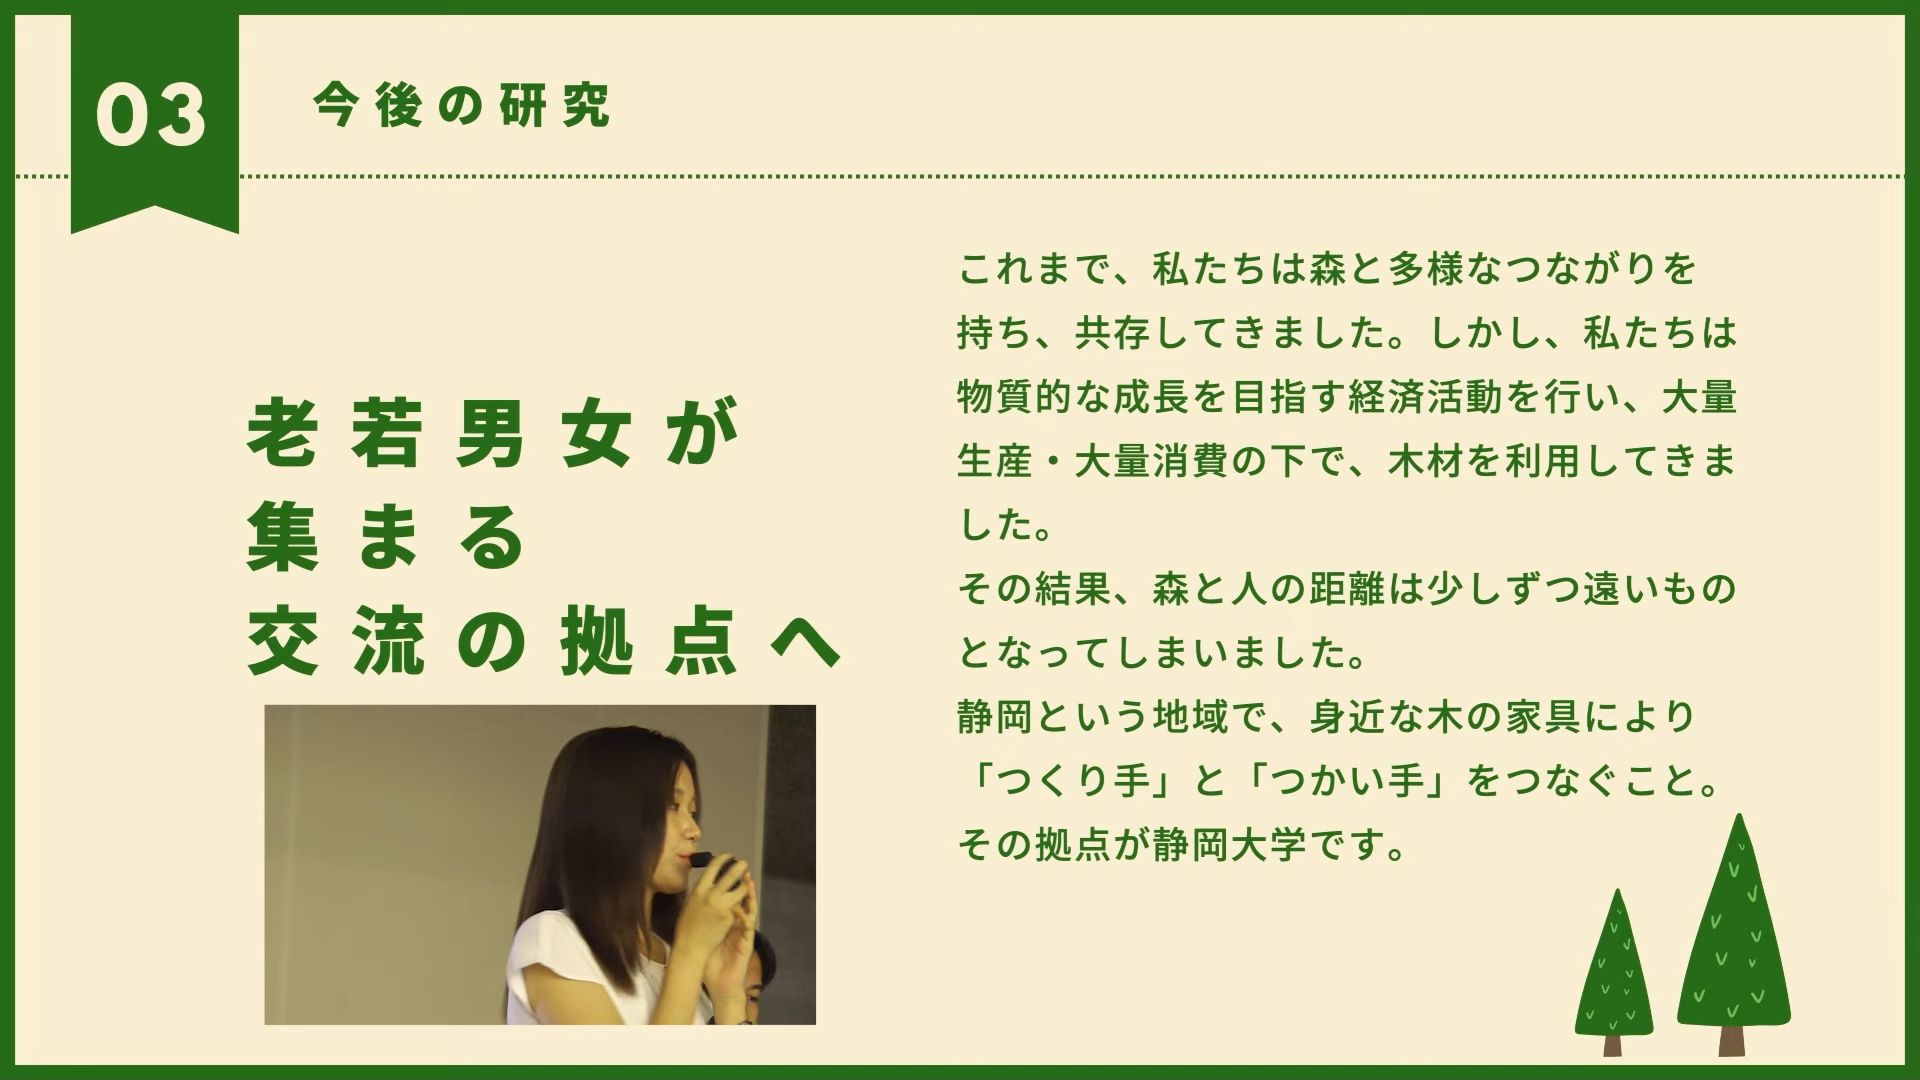 03
今後の研究
老若男女が
集まる
交流の拠点へ
これまで、私たちは森と多様なつながりを
持ち、共存してきました。しかし、私たちは
物質的な成長を目指す経済活動を行い、大量
生産・大量消費の下で、木材を利用してきま
した。
その結果、森と人の距離は少しずつ遠いもの
となってしまいました。
静岡という地域で、身近な木の家具により
「つくり手」と「つかい手」をつなぐこと。
その拠点が静岡大学です。